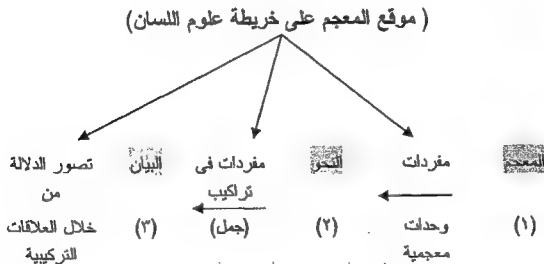 ( موقع المعجم على خريطة علوم اللسان)
المعجم مفردات النحو مفردات فى البيان تصور الدلالة
تراكيب من
(١) وحدات (٢) (جمل) (٣) خلال العلاقات
معجمية التركيبية